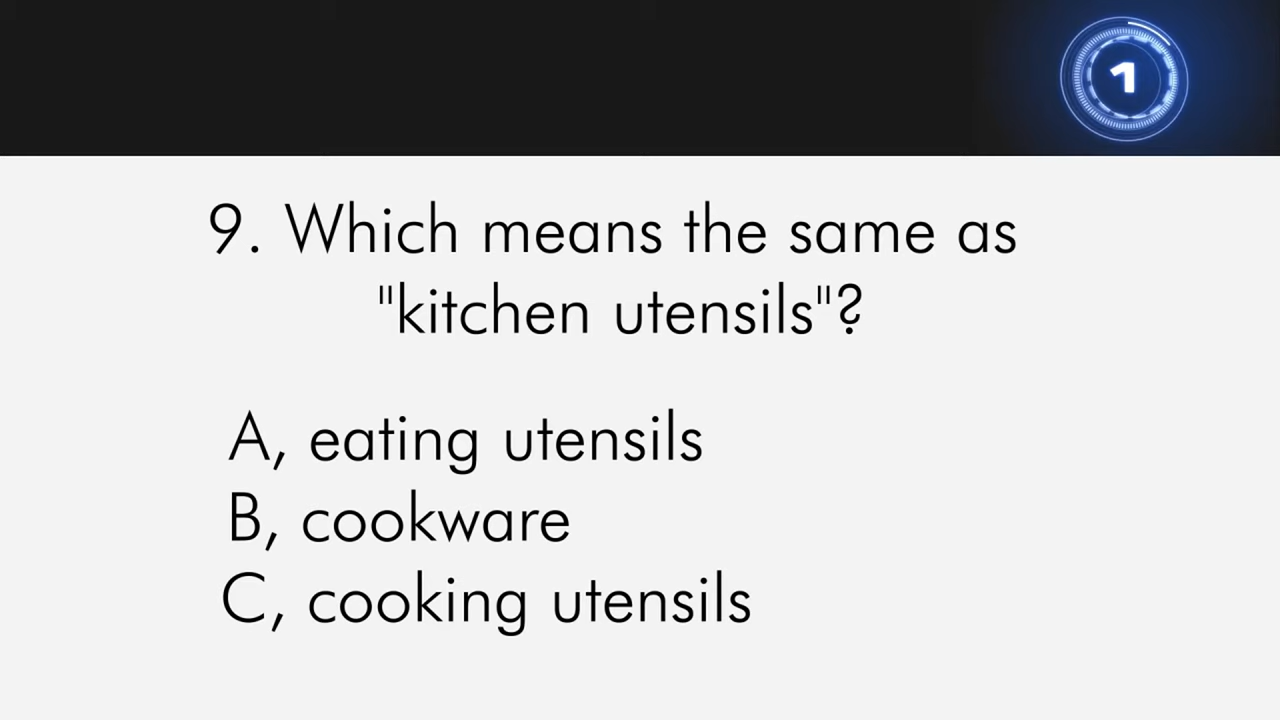 1
9. Which means the same as
"kitchen utensils"?
A, eating utensils
B, cookware
C, cooking utensils